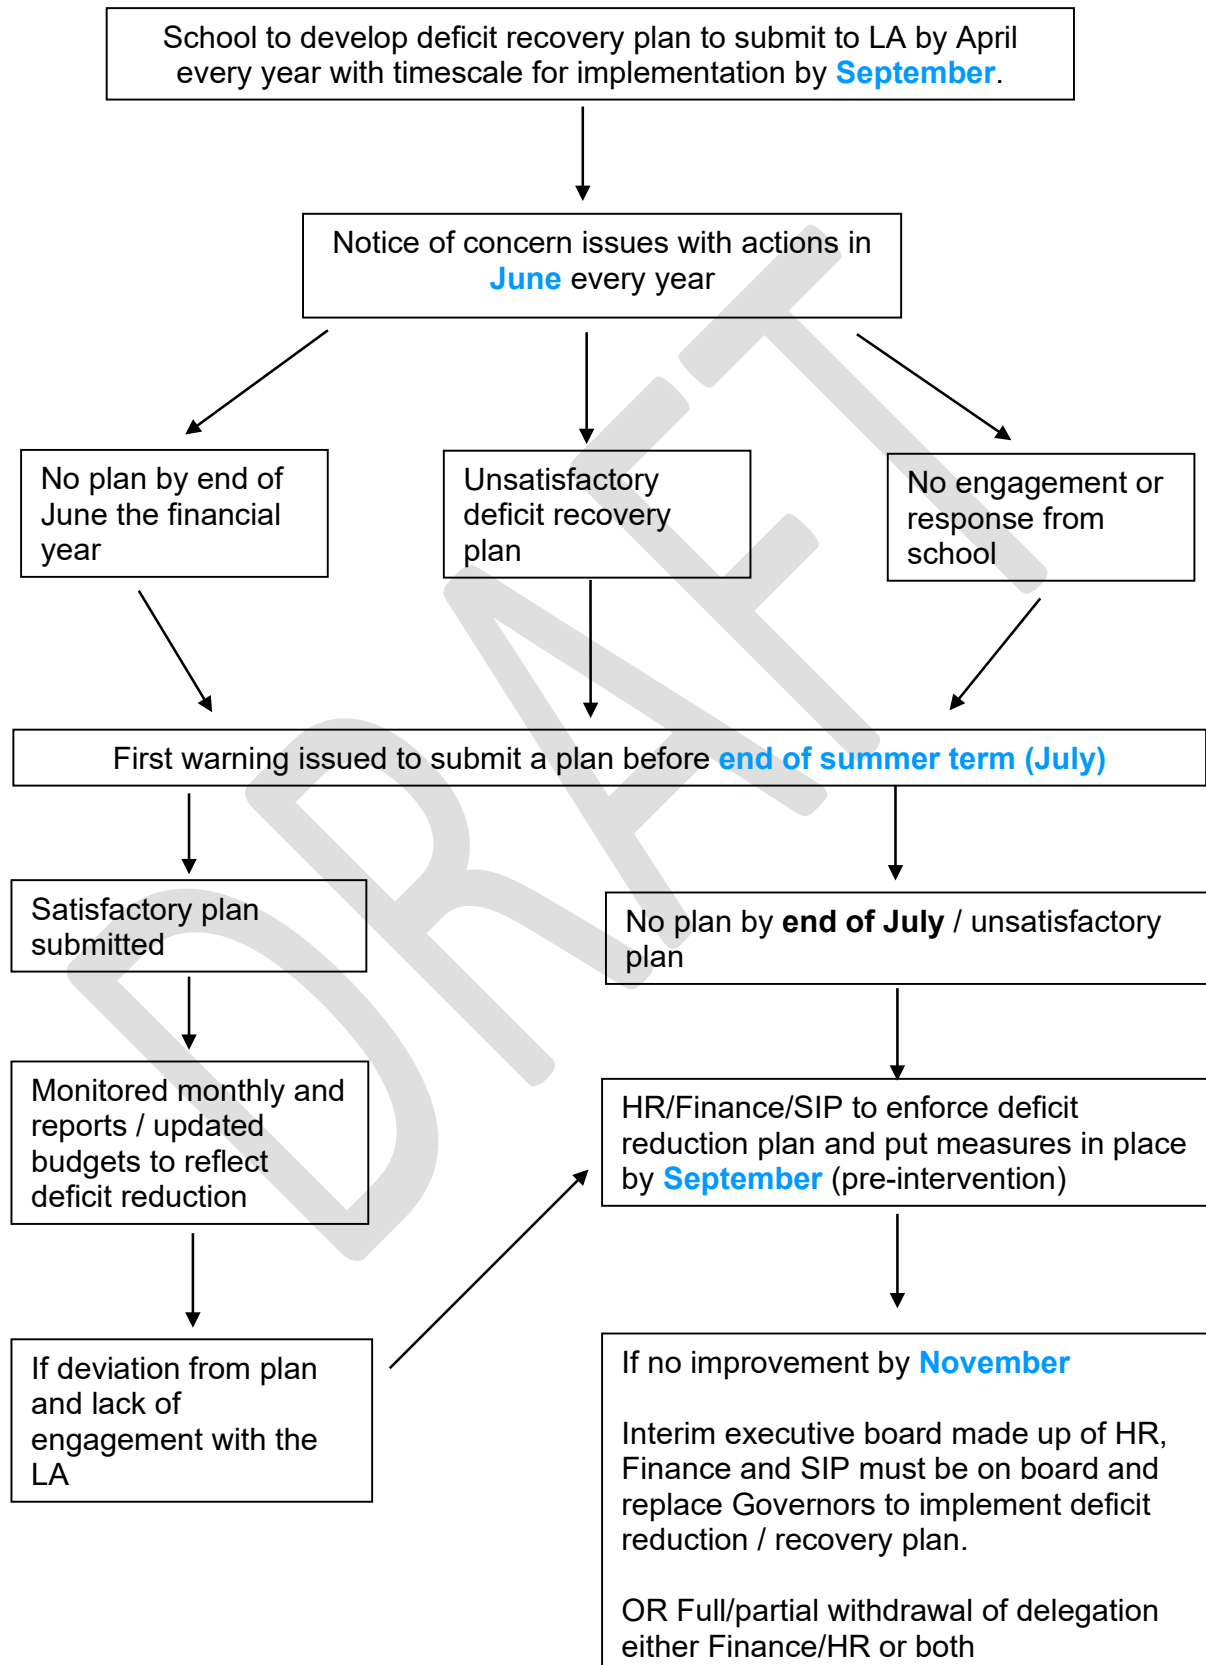 School to develop deficit recovery plan to submit to LA by April
every year with timescale for implementation by September.
Notice of concern issues with actions in
June every year
No plan by end of
June the financial
year
Unsatisfactory
deficit recovery
plan
No engagement or
response from
school
First warning issued to submit a plan before end of summer term (July)
Satisfactory plan
submitted
No plan by end of July / unsatisfactory
plan
Monitored monthly and
reports / updated
budgets to reflect
deficit reduction
HR/Finance/SIP to enforce deficit
reduction plan and put measures in place
by September (pre-intervention)
If deviation from plan
and lack of
engagement with the
LA
If no improvement by November
Interim executive board made up of HR,
Finance and SIP must be on board and
replace Governors to implement deficit
reduction / recovery plan.
OR Full/partial withdrawal of delegation
either Finance/HR or both
DRAFT